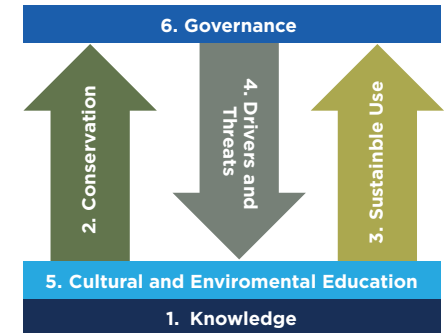 6. Governance
2. Conservation
4. Drivers and
Threats
3. Sustainble Use
5. Cultural and Enviromental Education
1. Knowledge